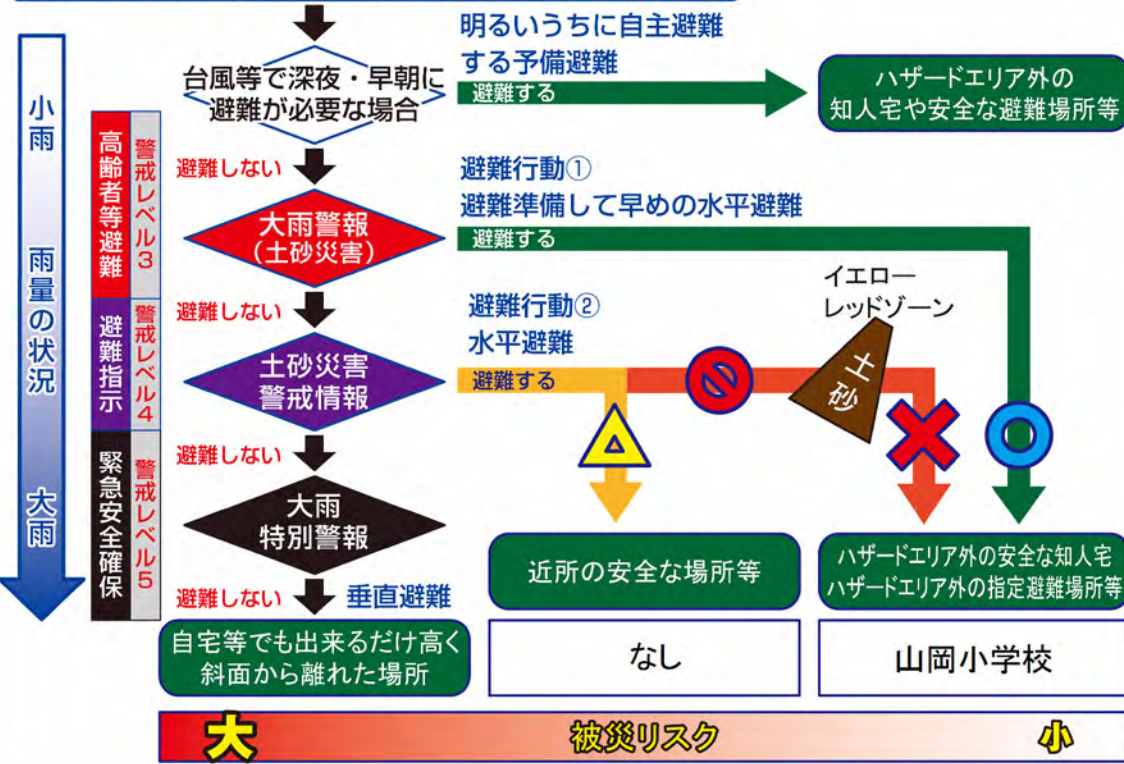 明るいうちに自主避難
する予備避難
避難する
台風等で深夜・早朝に
避難が必要な場合
ハザードエリア外の
知人宅や安全な避難場所等
小雨
雨量の状況
大雨
高齢者等避難
警戒レベル3
避難しない
大雨警報
(土砂災害)
避難行動①
避難準備して早めの水平避難
避難する
イエロー
レッドゾーン
土砂
避難指示
警戒レベル4
避難しない
土砂災害
警戒情報
避難行動②
水平避難
避難する
緊急安全確保
警戒レベル5
避難しない
大雨
特別警報
避難しない
垂直避難
自宅等でも出来るだけ高く
斜面から離れた場所
近所の安全な場所等
なし
ハザードエリア外の安全な知人宅
ハザードエリア外の指定避難場所等
山岡小学校
大
被災リスク
小